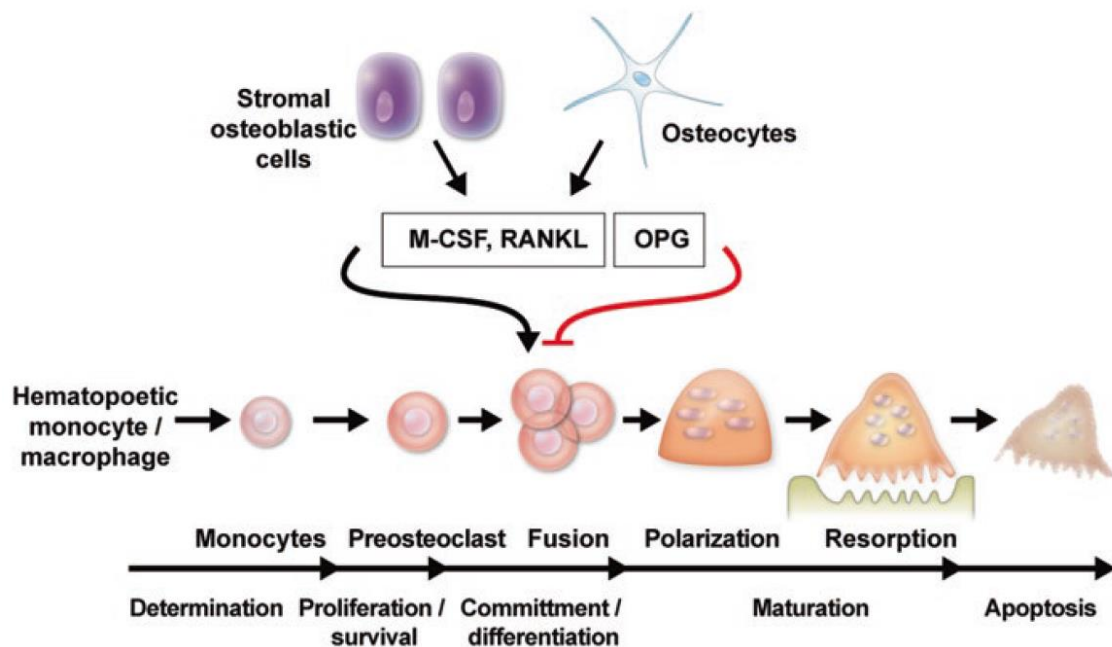 Stromal
osteoblastic
cells
Osteocytes
M-CSF, RANKL
OPG
Hematopoetic
monocyte /
macrophage
Monocytes
Preosteoclast
Fusion
Polarization
Resorption
Determination
Proliferation /
survival
Committment /
differentiation
Maturation
Apoptosis